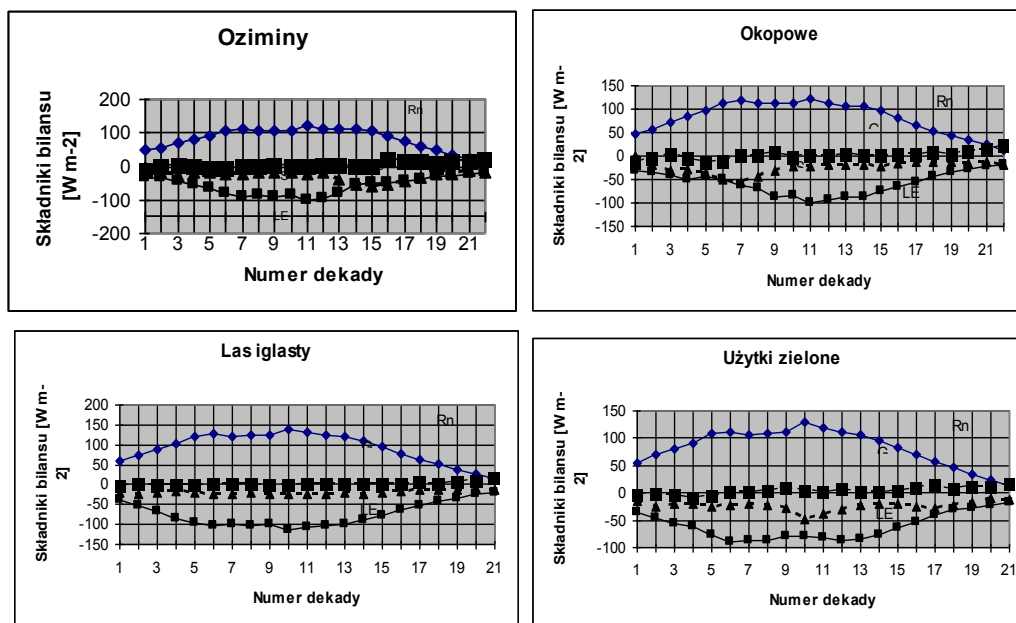 Oziminy
Składniki bilansu
[W m-2]
200
100
0
-100
-200
Rn
LE
1 3 5 7 9 11 13 15 17 19 21
Numer dekady
Okopowe
Składniki bilansu [W m-
2]
150
100
50
0
-50
-100
-150
Rn
G
LE
1 3 5 7 9 11 13 15 17 19 21
Numer dekady
Las iglasty
Składniki bilansu [W m-
2]
200
150
100
50
0
-50
-100
-150
Rn
LE
1 3 5 7 9 11 13 15 17 19 21
Numer dekady
Użytki zielone
Składniki bilansu [W m-
2]
150
100
50
0
-50
-100
Rn
G
LE
1 3 5 7 9 11 13 15 17 19 21
Numer dekady